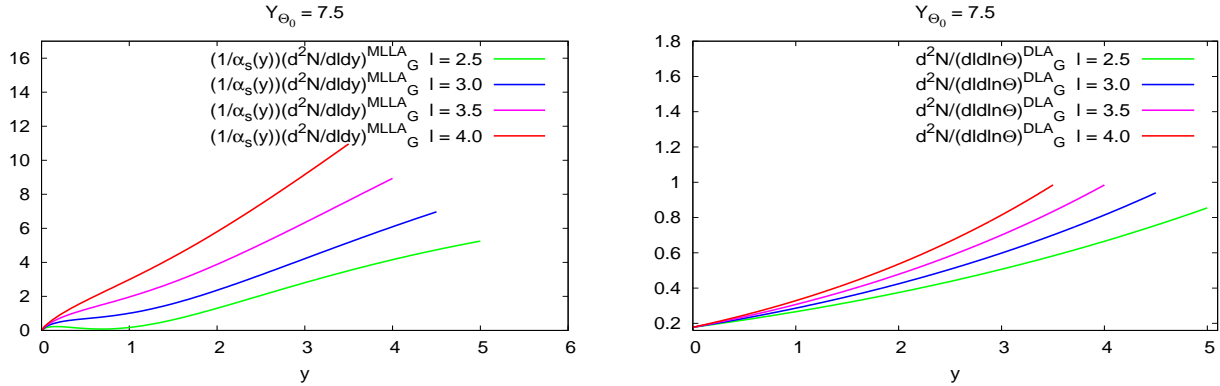 Y_Θ₀ = 7.5
16
14
12
10
8
6
4
2
0
(1/α_s(y))(d²N/dldy)^MLLA_G l = 2.5
(1/α_s(y))(d²N/dldy)^MLLA_G l = 3.0
(1/α_s(y))(d²N/dldy)^MLLA_G l = 3.5
(1/α_s(y))(d²N/dldy)^MLLA_G l = 4.0
0 1 2 3 4 5 6
y
Y_Θ₀ = 7.5
1.8
1.6
1.4
1.2
1
0.8
0.6
0.4
0.2
d²N/(dldlnΘ)^DLA_G l = 2.5
d²N/(dldlnΘ)^DLA_G l = 3.0
d²N/(dldlnΘ)^DLA_G l = 3.5
d²N/(dldlnΘ)^DLA_G l = 4.0
0 1 2 3 4 5
y